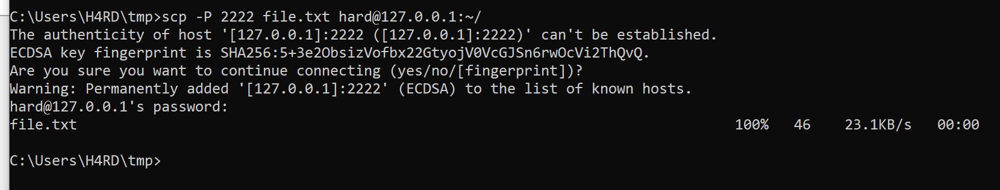 C:\Users\H4RD\tmp>scp -P 2222 file.txt hard@127.0.0.1:~/
The authenticity of host '[127.0.0.1]:2222 ([127.0.0.1]:2222)' can't be established.
ECDSA key fingerprint is SHA256:5+3e2ObsizVofbx22GtyojV0VcGJSn6rwOcVi2ThQvQ.
Are you sure you want to continue connecting (yes/no/[fingerprint])?
Warning: Permanently added '[127.0.0.1]:2222' (ECDSA) to the list of known hosts.
hard@127.0.0.1's password:
file.txt 100% 46 23.1KB/s 00:00
C:\Users\H4RD\tmp>